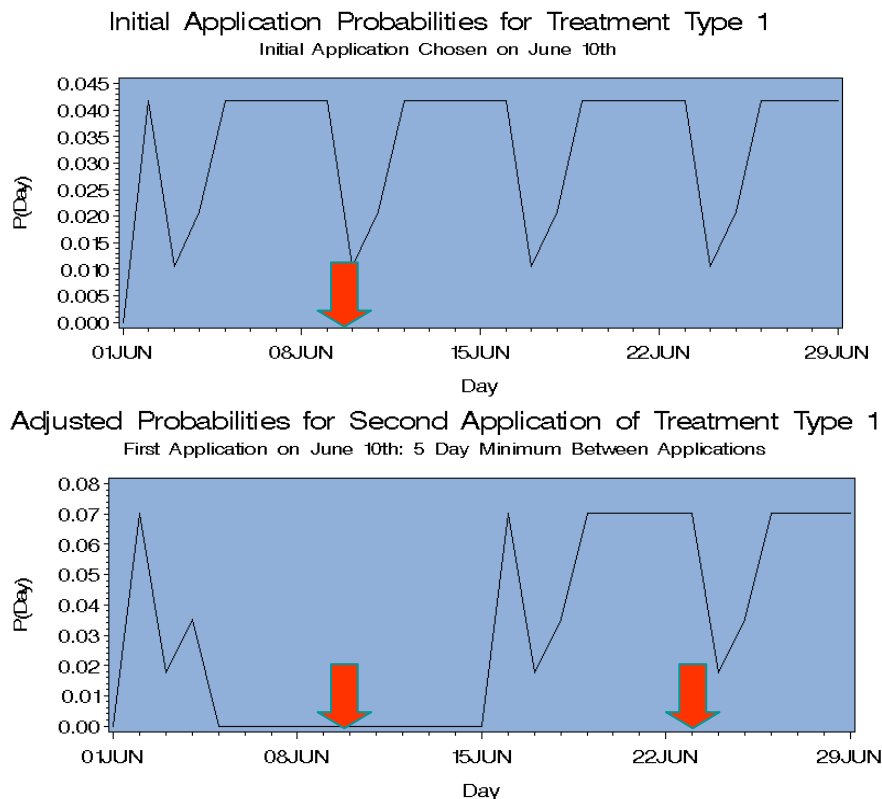 Initial Application Probabilities for Treatment Type 1
Initial Application Chosen on June 10th
0.045
0.040
0.035
0.030
0.025
0.020
0.015
0.010
0.005
0.000
P(Day)
01JUN 08JUN 15JUN 22JUN 29JUN
Day
Adjusted Probabilities for Second Application of Treatment Type 1
First Application on June 10th: 5 Day Minimum Between Applications
0.08
0.07
0.06
0.05
0.04
0.03
0.02
0.01
0.00
P(Day)
01JUN 08JUN 15JUN 22JUN 29JUN
Day